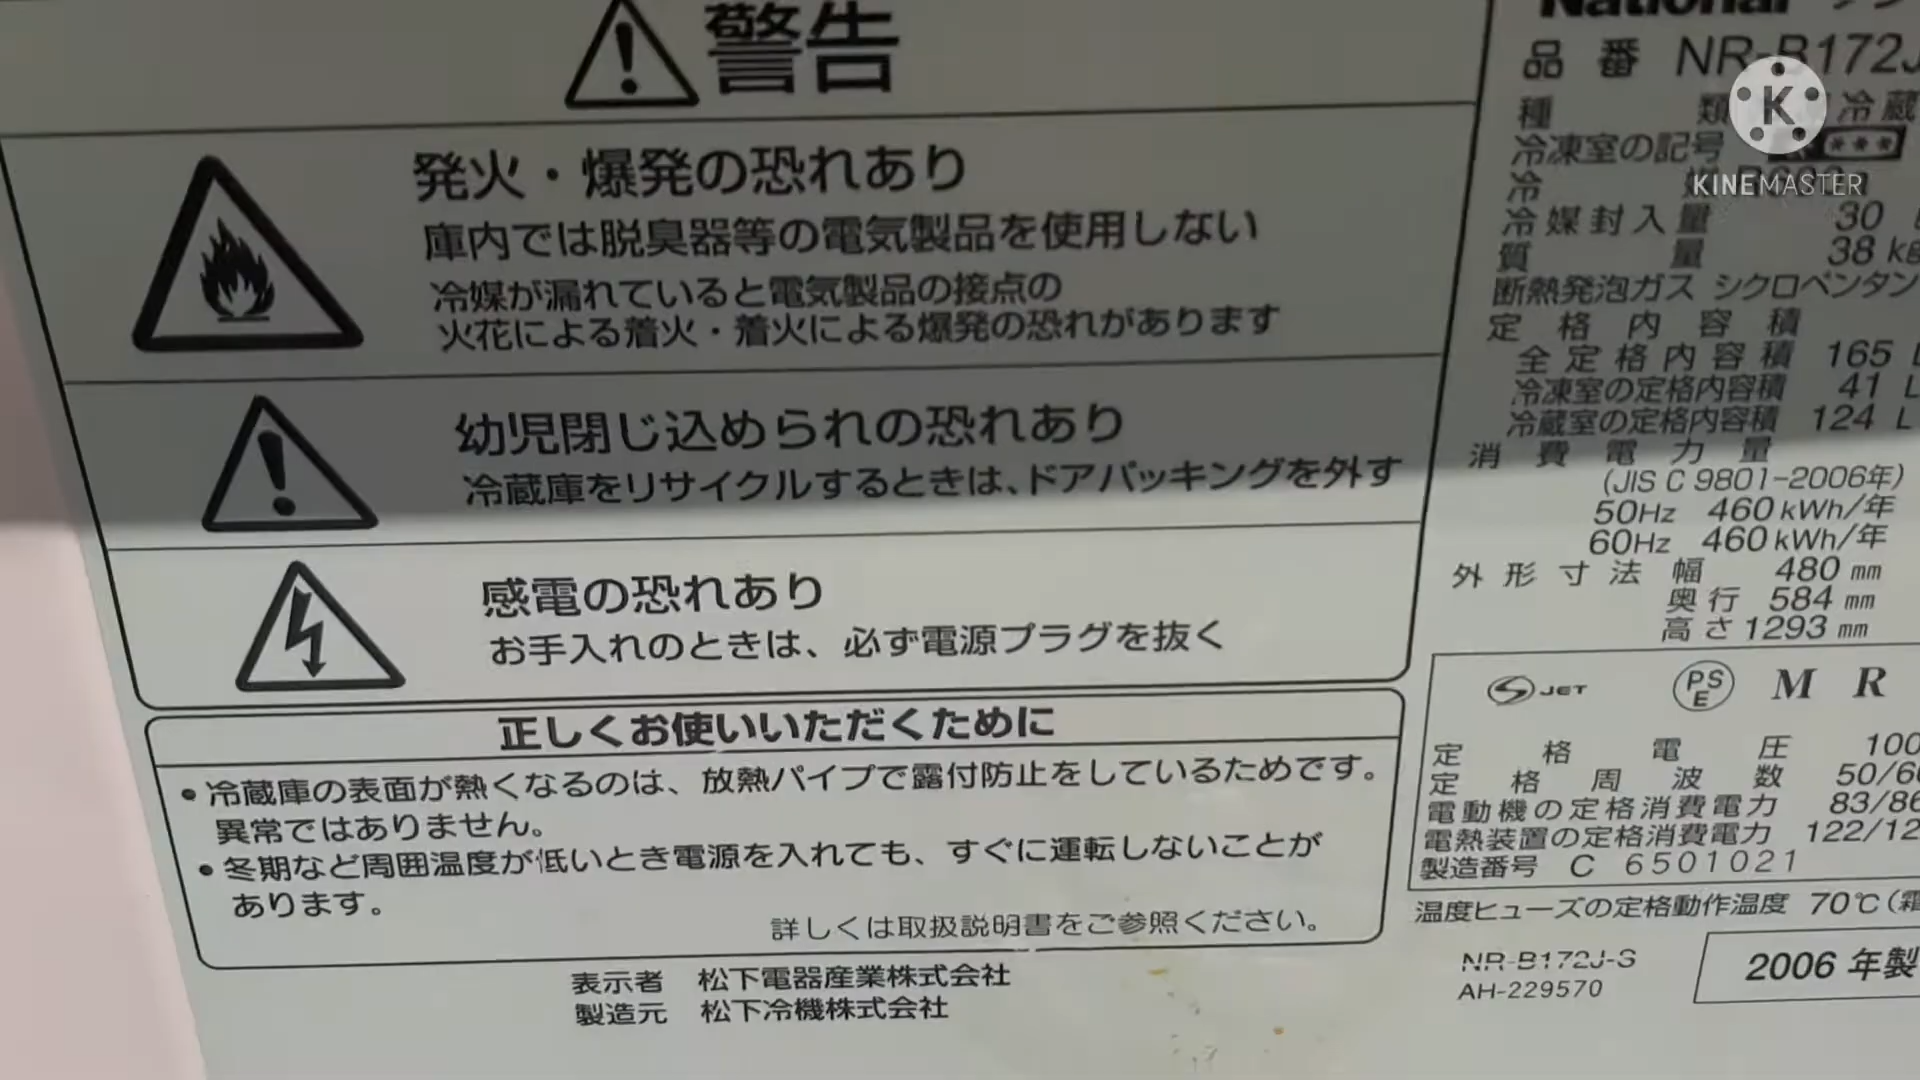 警告
発火・爆発の恐れあり
庫内では脱臭器等の電気製品を使用しない
冷媒が漏れていると電気製品の接点の
火花による着火・着火による爆発の恐れがあります
幼児閉じ込められの恐れあり
冷蔵庫をリサイクルするときは、ドアパッキングを外す
感電の恐れあり
お手入れのときは、必ず電源プラグを抜く
正しくお使いいただくために
・冷蔵庫の表面が熱くなるのは、放熱パイプで露付防止をしているためです。
異常ではありません。
・冬期など周囲温度が低いとき電源を入れても、すぐに運転しないことが
あります。
詳しくは取扱説明書をご参照ください。
表示者 松下電器産業株式会社
製造元 松下冷機株式会社
National
品番 NR-B172J
種類 冷蔵
冷凍室の記号 ***
冷
冷媒封入量 30
質量 38 kg
断熱発泡ガス シクロペンタン
定格内容積
全定格内容積 165 L
冷凍室の定格内容積 41 L
冷蔵室の定格内容積 124 L
消費電力量
(JIS C 9801-2006年)
50Hz 460 kWh/年
60Hz 460 kWh/年
外形寸法 幅 480 mm
奥行 584 mm
高さ 1293 mm
S JET PSE M R
定格電圧 100
定格周波数 50/60
電動機の定格消費電力 83/86
電熱装置の定格消費電力 122/12
製造番号 C 6501021
温度ヒューズの定格動作温度 70℃(霜
NR-B172J-S
AH-229570
2006年製
K
KINEMASTER